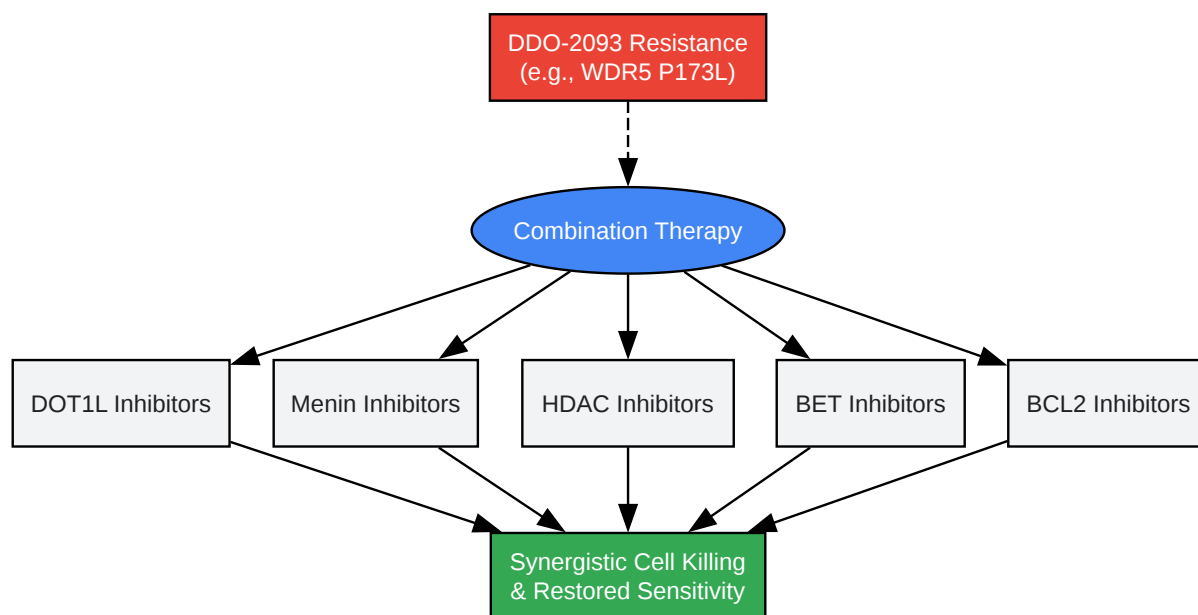 DDO-2093 Resistance
(e.g., WDR5 P173L)
Combination Therapy
DOT1L Inhibitors
Menin Inhibitors
HDAC Inhibitors
BET Inhibitors
BCL2 Inhibitors
Synergistic Cell Killing
& Restored Sensitivity